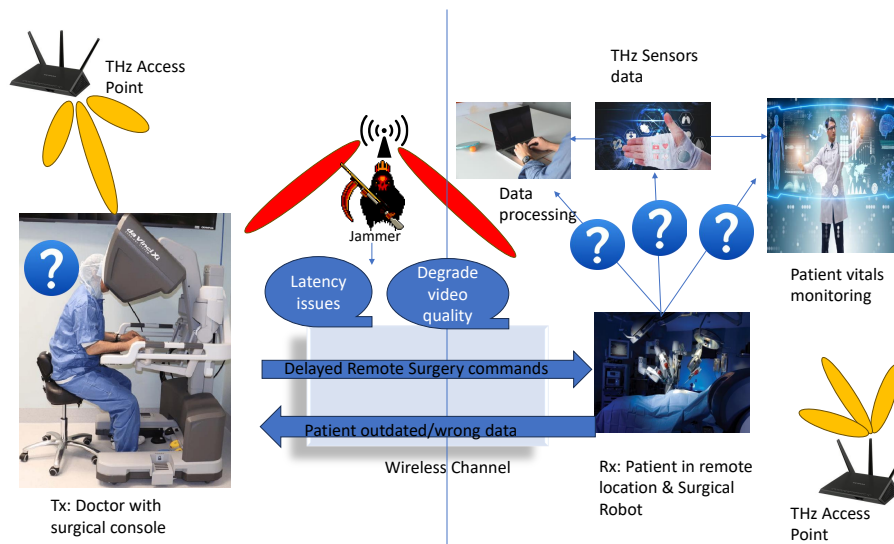 THz Access
Point
THz Sensors
data
Data
processing
Patient vitals
monitoring
daVinci Xi
?
?
?
?
Jammer
Latency
issues
Degrade
video
quality
Delayed Remote Surgery commands
Patient outdated/wrong data
Wireless Channel
Tx: Doctor with
surgical console
Rx: Patient in remote
location & Surgical
Robot
THz Access
Point